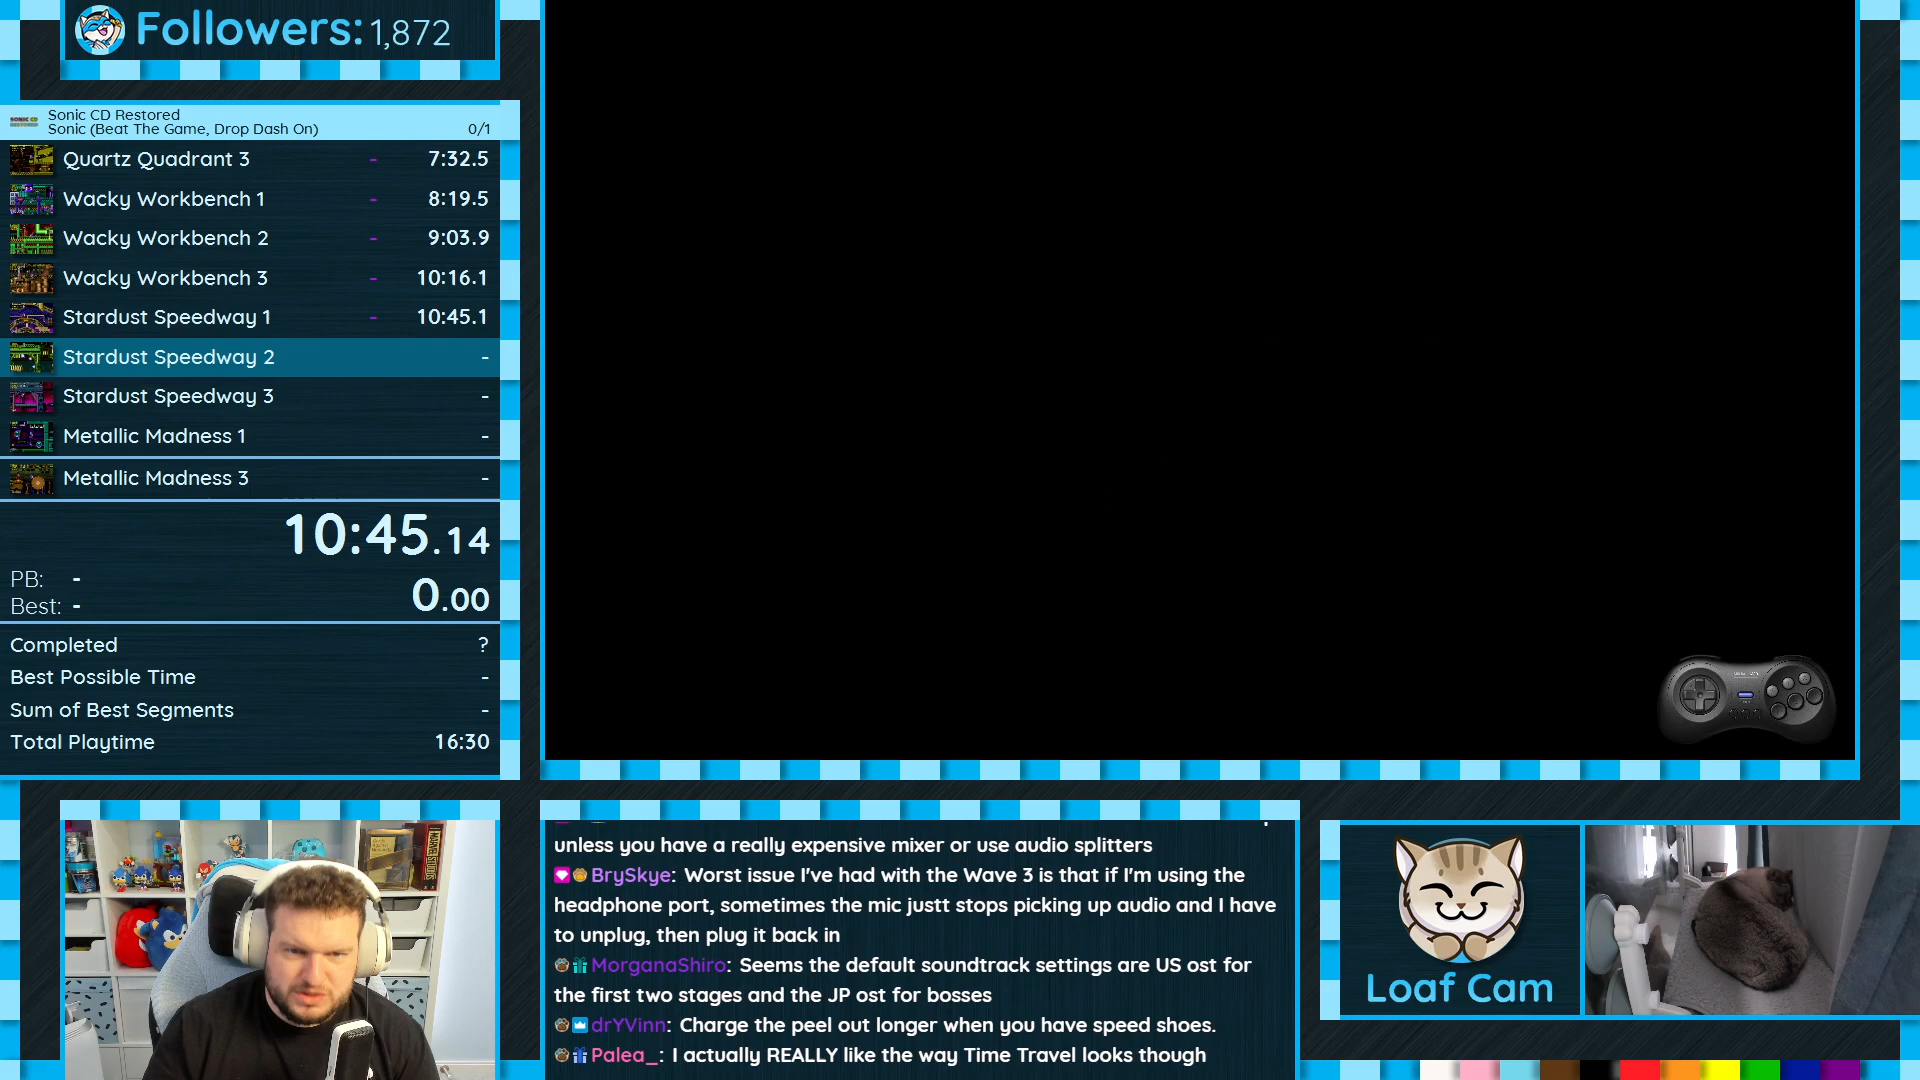 Followers: 1,872
Sonic CD Restored
Sonic (Beat The Game, Drop Dash On) 0/1
Quartz Quadrant 3 - 7:32.5
Wacky Workbench 1 - 8:19.5
Wacky Workbench 2 - 9:03.9
Wacky Workbench 3 - 10:16.1
Stardust Speedway 1 - 10:45.1
Stardust Speedway 2 -
Stardust Speedway 3 -
Metallic Madness 1 -
Metallic Madness 3 -
10:45.14
PB: -
0.00
Best: -
Completed ?
Best Possible Time -
Sum of Best Segments -
Total Playtime 16:30
unless you have a really expensive mixer or use audio splitters
BrySkye: Worst issue I've had with the Wave 3 is that if I'm using the
headphone port, sometimes the mic justt stops picking up audio and I have
to unplug, then plug it back in
MorganaShiro: Seems the default soundtrack settings are US ost for
the first two stages and the JP ost for bosses
drYVinn: Charge the peel out longer when you have speed shoes.
Palea_: I actually REALLY like the way Time Travel looks though
Loaf Cam